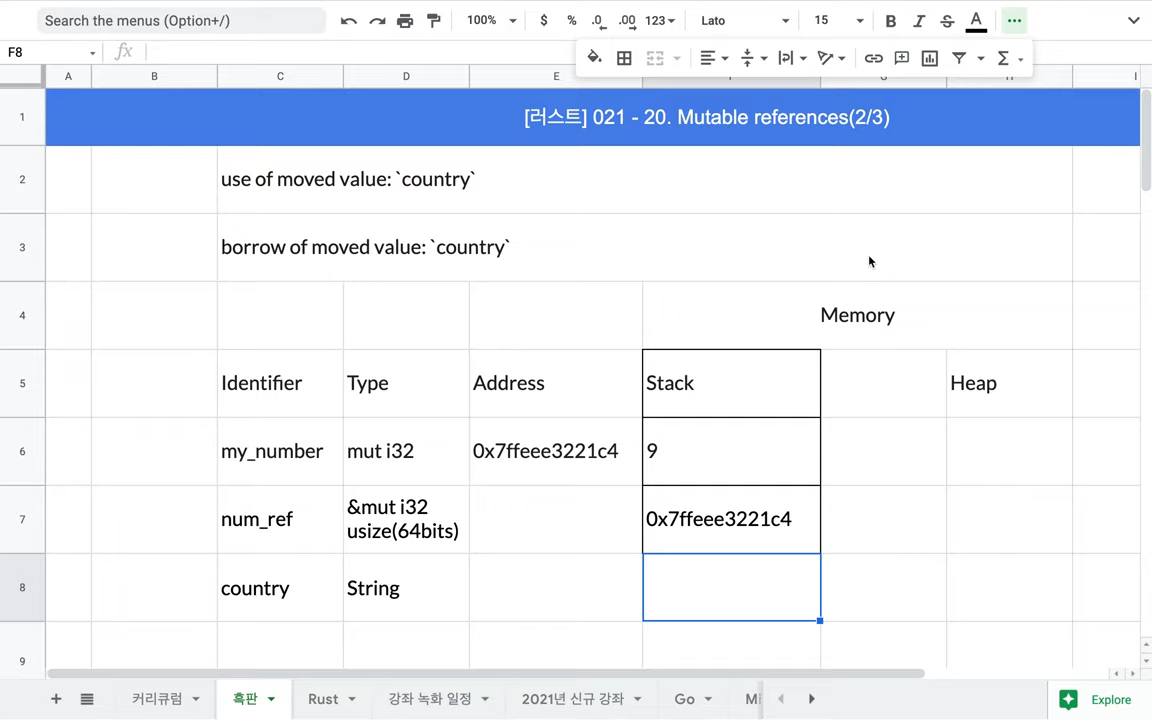 Search the menus (Option+/)
100%
$
%
.0
.00
123
Lato
15
B
I
S
A
F8
fx
A
B
C
D
E
I
1
[러스트] 021 - 20. Mutable references(2/3)
2
use of moved value: `country`
3
borrow of moved value: `country`
4
Memory
5
Identifier
Type
Address
Stack
Heap
6
my_number
mut i32
0x7ffeee3221c4
9
7
num_ref
&mut i32
usize(64bits)
0x7ffeee3221c4
8
country
String
9
커리큐럼
흑판
Rust
강좌 녹화 일정
2021년 신규 강좌
Go
Explore